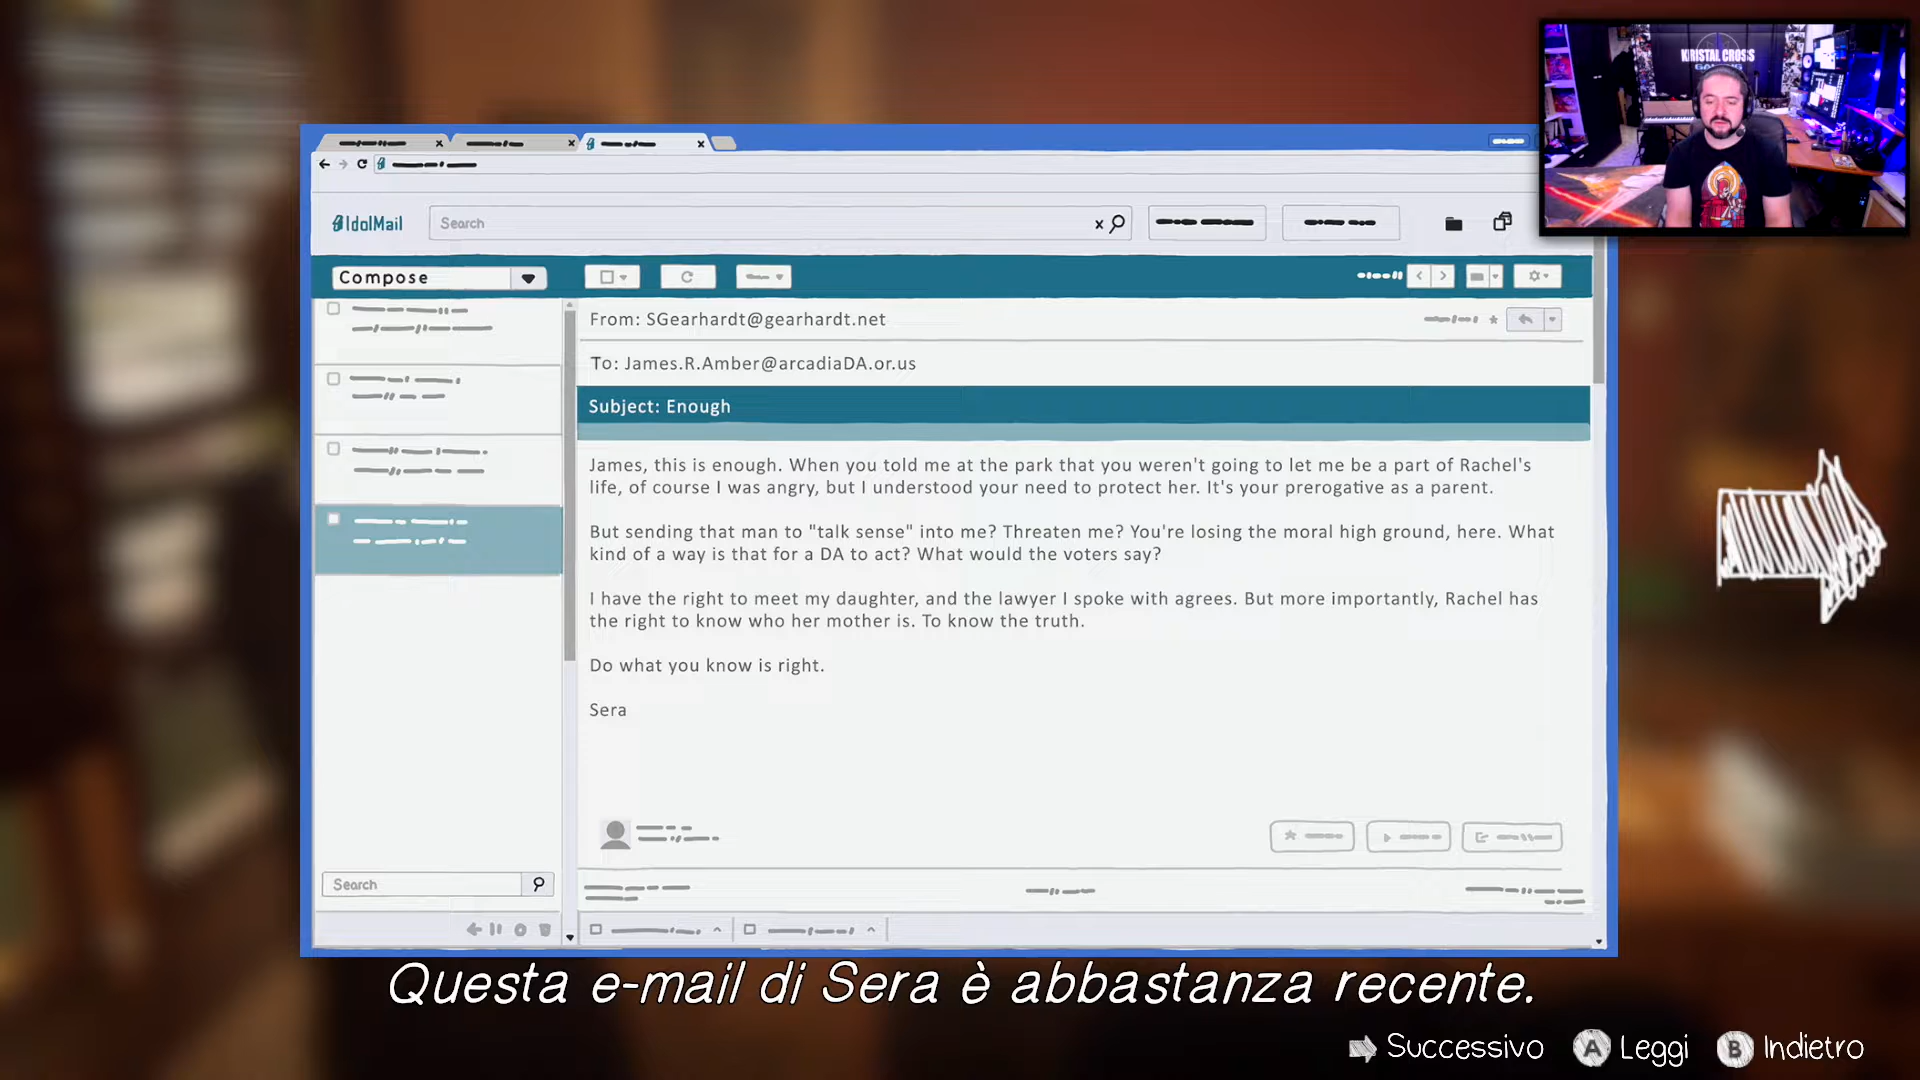 KRISTAL CROSS
GAMING
IdolMail
Search
Compose
From: SGearhardt@gearhardt.net
To: James.R.Amber@arcadiaDA.or.us
Subject: Enough
James, this is enough. When you told me at the park that you weren't going to let me be a part of Rachel's
life, of course I was angry, but I understood your need to protect her. It's your prerogative as a parent.
But sending that man to "talk sense" into me? Threaten me? You're losing the moral high ground, here. What
kind of a way is that for a DA to act? What would the voters say?
I have the right to meet my daughter, and the lawyer I spoke with agrees. But more importantly, Rachel has
the right to know who her mother is. To know the truth.
Do what you know is right.
Sera
Search
Questa e-mail di Sera è abbastanza recente.
Successivo A Leggi B Indietro